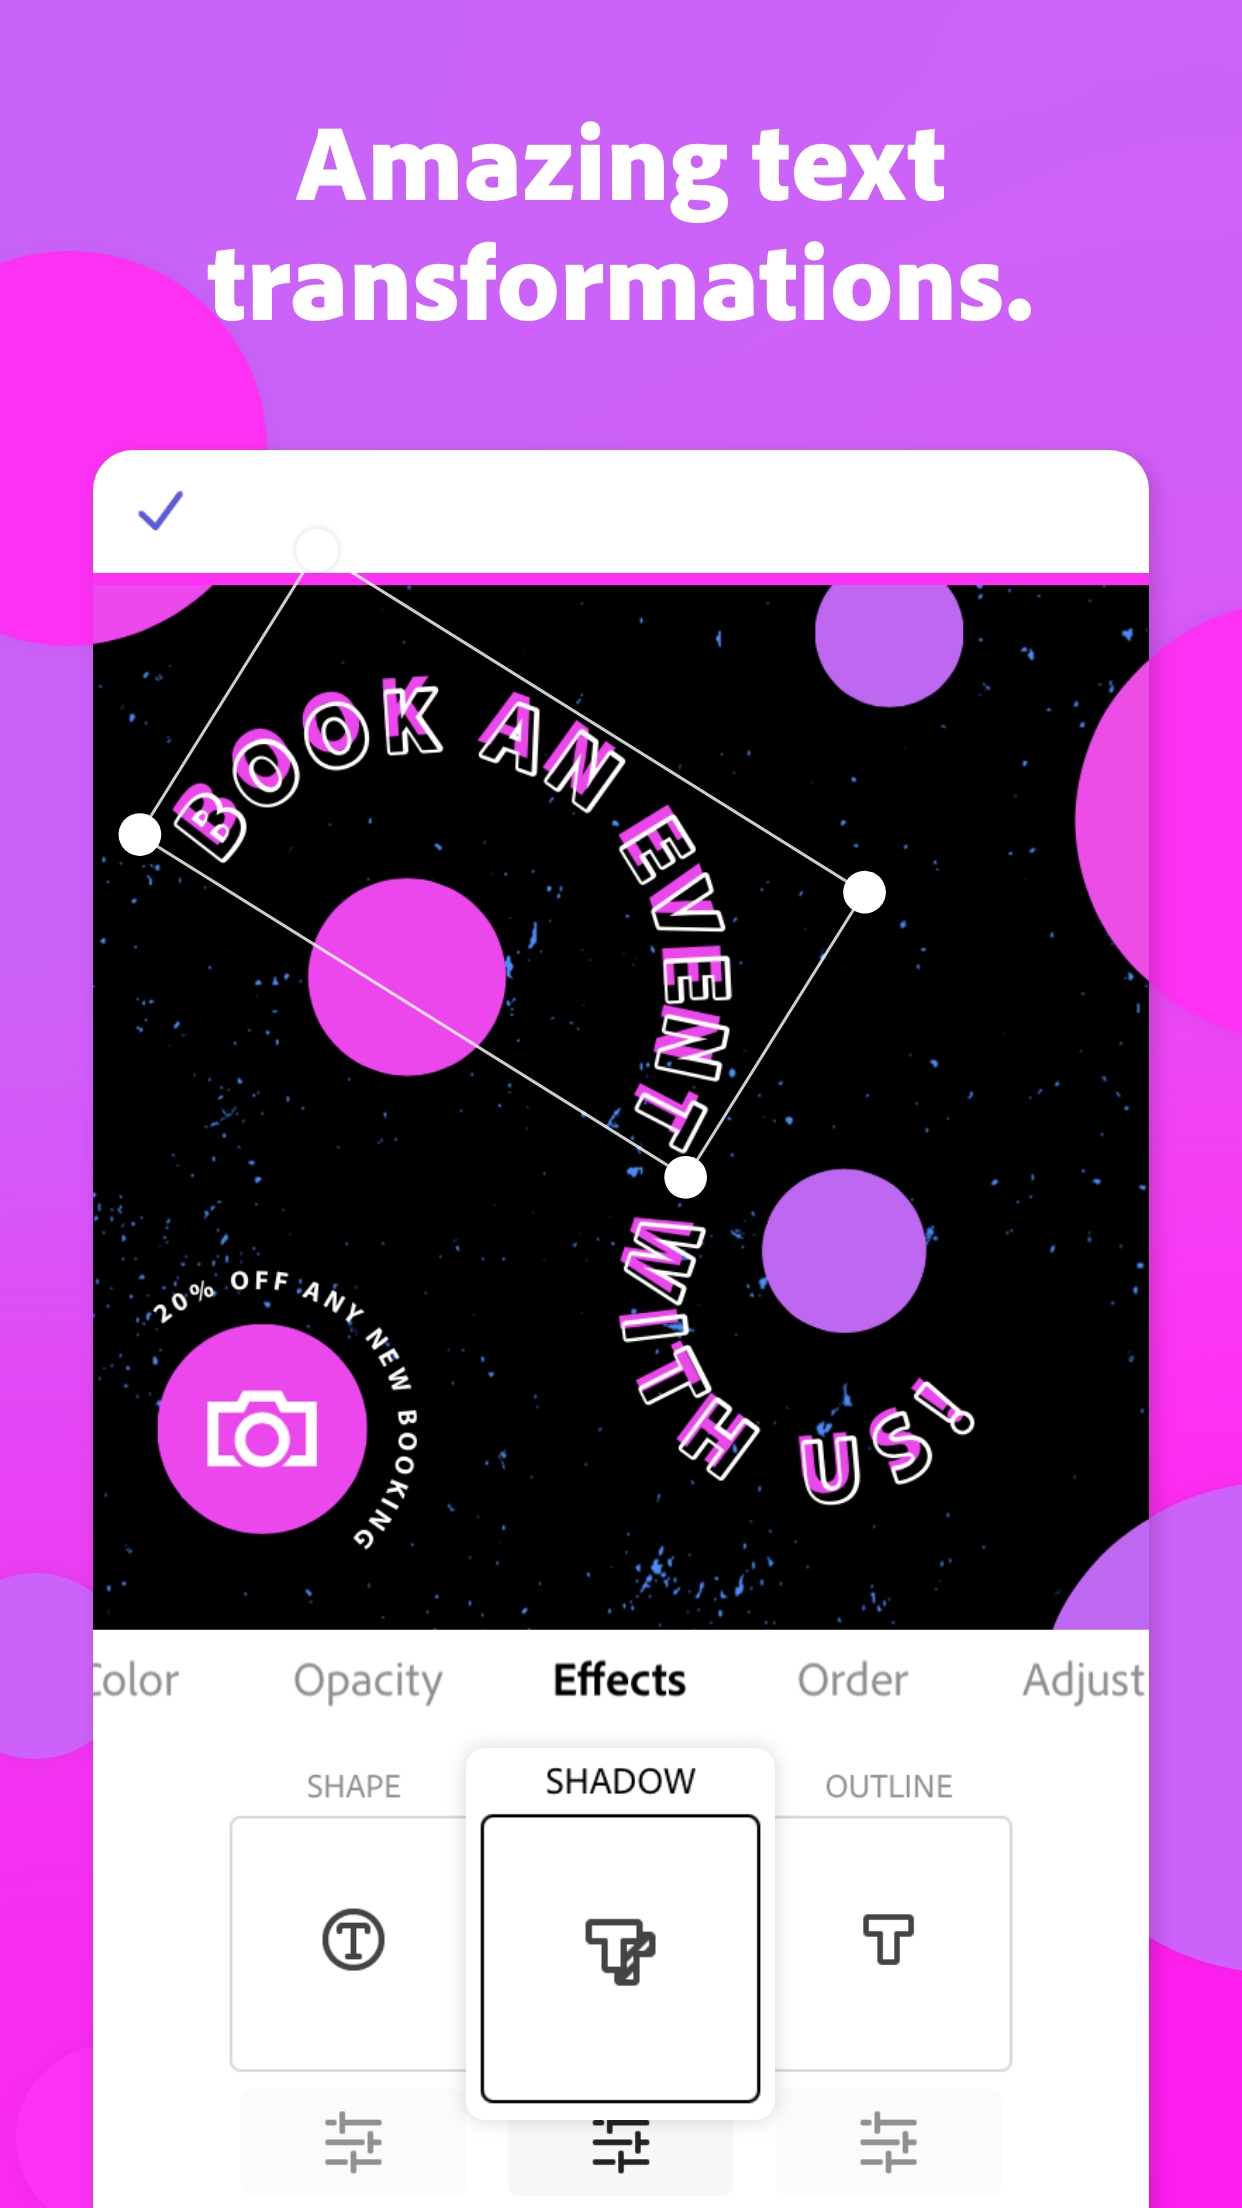 Amazing text
transformations.
BOOK AN EVENT
WITH US!
20% OFF ANY NEW BOOKING
Color Opacity Effects Order Adjust
SHAPE SHADOW OUTLINE